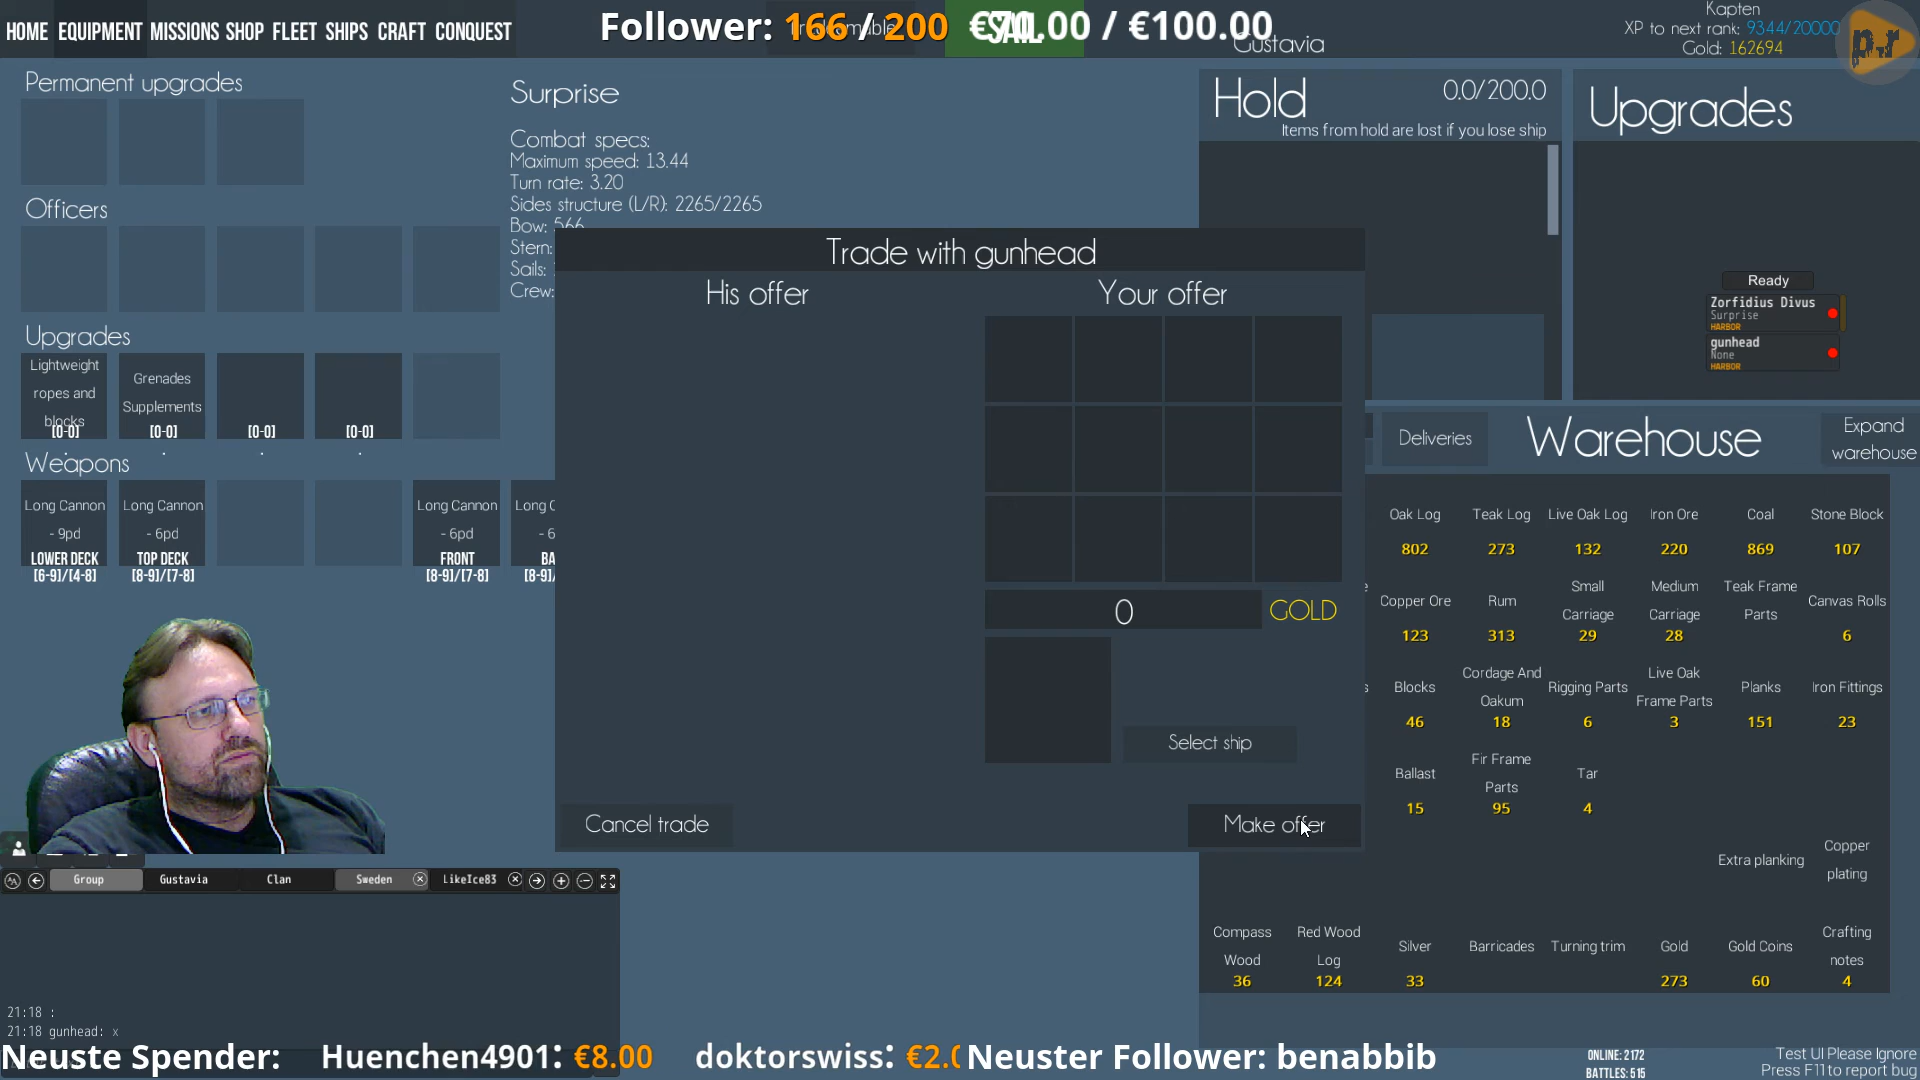 HOME EQUIPMENT MISSIONS SHOP FLEET SHIPS CRAFT CONQUEST
Follower: 166 / 200
SAIL
/ €100.00
Gustavia
Kapten
XP to next rank: 9344/20000
Gold: 162694
p.r
Permanent upgrades
Officers
Upgrades
Lightweight ropes and blocks
[0-0]
Grenades Supplements
[0-0]
[0-0]
[0-0]
Weapons
Long Cannon - 9pd
LOWER DECK
[6-9]/[4-8]
Long Cannon - 6pd
TOP DECK
[8-9]/[7-8]
Long Cannon - 6pd
FRONT
[8-9]/[7-8]
Surprise
Combat specs:
Maximum speed: 13.44
Turn rate: 3.20
Sides structure (L/R): 2265/2265
Bow: 566
Stern:
Sails:
Crew:
Trade with gunhead
His offer
Your offer
0
GOLD
Select ship
Cancel trade
Make offer
Hold
0.0/200.0
Items from hold are lost if you lose ship
Upgrades
Ready
Zorfidius Divus
Surprise
HARBOR
gunhead
None
HARBOR
Deliveries
Warehouse
Expand warehouse
Oak Log 802
Teak Log 273
Live Oak Log 132
Iron Ore 220
Coal 869
Stone Block 107
Copper Ore 123
Rum 313
Small Carriage 29
Medium Carriage 28
Teak Frame Parts
Canvas Rolls 6
Blocks 46
Cordage And Oakum 18
Rigging Parts 6
Live Oak Frame Parts 3
Planks 151
Iron Fittings 23
Ballast 15
Fir Frame Parts 95
Tar 4
Extra planking
Copper plating
Compass Wood 36
Red Wood Log 124
Silver 33
Barricades
Turning trim
Gold 273
Gold Coins 60
Crafting notes 4
Group
Gustavia
Clan
Sweden
LikeIce83
21:18 :
21:18 gunhead: x
Neuste Spender: Huenchen4901: €8.00 doktorswiss: €2.0
Neuster Follower: benabbib
ONLINE: 2172
BATTLES: 515
Test UI Please Ignore
Press F11 to report bug